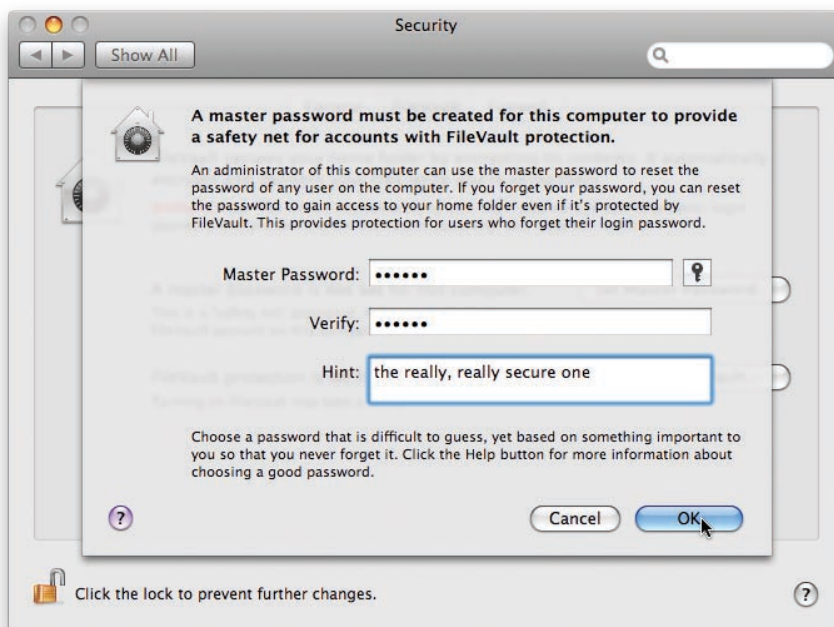 Security
Show All
A master password must be created for this computer to provide
a safety net for accounts with FileVault protection.
An administrator of this computer can use the master password to reset the
password of any user on the computer. If you forget your password, you can reset
the password to gain access to your home folder even if it's protected by
FileVault. This provides protection for users who forget their login password.
Master Password: ••••••
Verify: ••••••
Hint: the really, really secure one
Choose a password that is difficult to guess, yet based on something important to
you so that you never forget it. Click the Help button for more information about
choosing a good password.
? Cancel OK
Click the lock to prevent further changes. ?